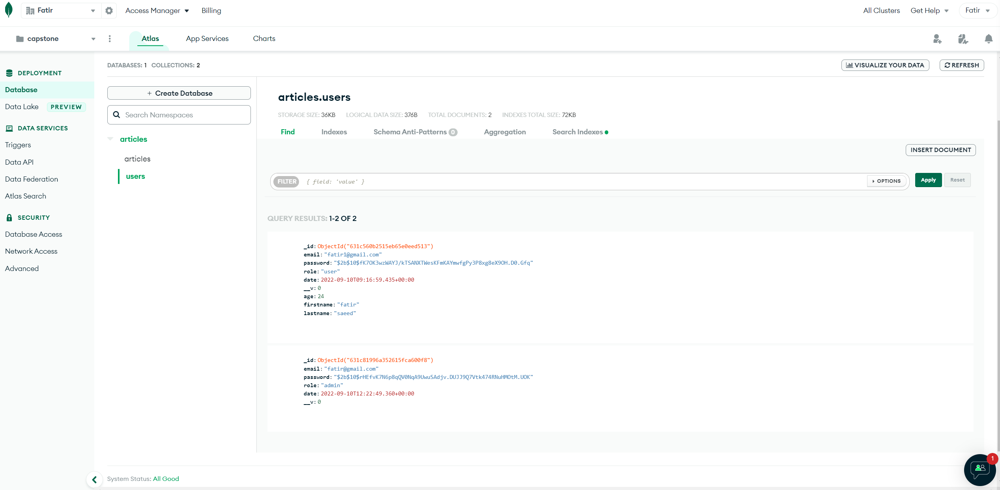 Fatir
Access Manager
Billing
All Clusters
Get Help
Fatir
capstone
Atlas
App Services
Charts
DEPLOYMENT
Database
Data Lake PREVIEW
DATA SERVICES
Triggers
Data API
Data Federation
Atlas Search
SECURITY
Database Access
Network Access
Advanced
DATABASES: 1 COLLECTIONS: 2
VISUALIZE YOUR DATA
REFRESH
+ Create Database
Search Namespaces
articles
articles
users
articles.users
STORAGE SIZE: 36KB LOGICAL DATA SIZE: 376B TOTAL DOCUMENTS: 2 INDEXES TOTAL SIZE: 72KB
Find Indexes Schema Anti-Patterns 0 Aggregation Search Indexes
INSERT DOCUMENT
FILTER { field: 'value' } OPTIONS Apply Reset
QUERY RESULTS: 1-2 OF 2
_id: ObjectId("631c560b2515eb65e0eed513")
email: "fatir1@gmail.com"
password: "$2b$10$fK7OK3wzWAYJ/kTSANXTWesKFmKAYmwfgPy3P8xg8eX9OH.D0.Gfq"
role: "user"
date: 2022-09-10T09:16:59.435+00:00
__v: 0
age: 24
firstname: "fatir"
lastname: "saeed"
_id: ObjectId("631c81996a352615fca600f8")
email: "fatir@gmail.com"
password: "$2b$10$rHEfvK7N6p8qQV0NqA9UwuSAdjv.DUJJ9Q7Vtk474RNuHMOtM.UOK"
role: "admin"
date: 2022-09-10T12:22:49.360+00:00
__v: 0
System Status: All Good
1